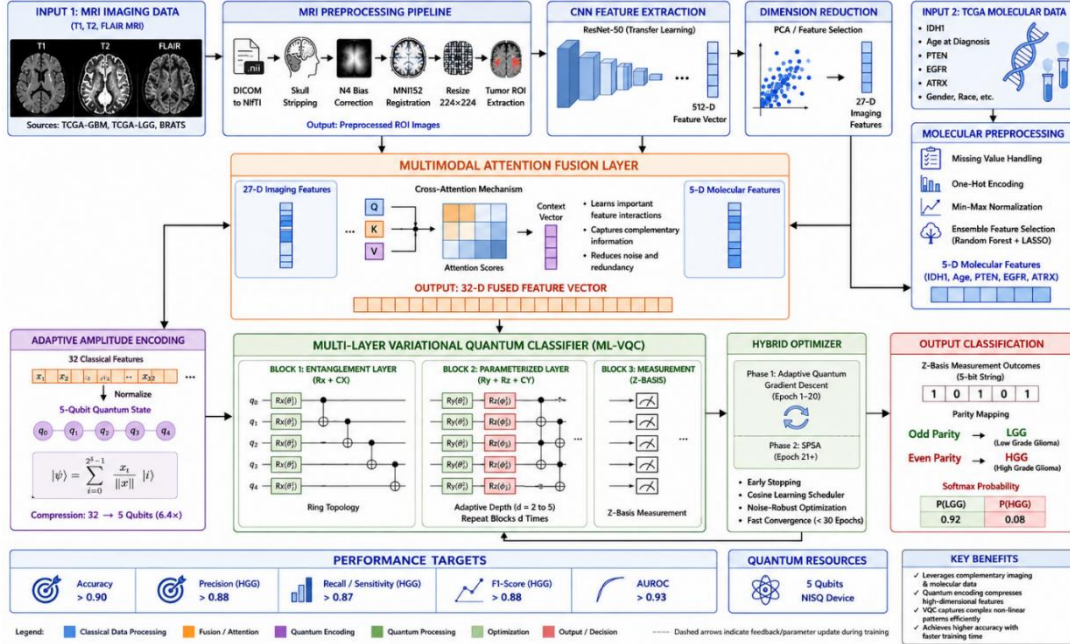 INPUT 1: MRI IMAGING DATA
(T1, T2, FLAIR MRI)
T1
T2
FLAIR
Sources: TCGA-GBM, TCGA-LGG, BRATS
MRI PREPROCESSING PIPELINE
.nii
DICOM
to NIfTI
Skull
Stripping
N4 Bias
Correction
MNI152
Registration
Resize
224×224
Tumor ROI
Extraction
Output: Preprocessed ROI Images
CNN FEATURE EXTRACTION
ResNet-50 (Transfer Learning)
...
512-D
Feature Vector
DIMENSION REDUCTION
PCA / Feature Selection
27-D
Imaging
Features
INPUT 2: TCGA MOLECULAR DATA
• IDH1
• Age at Diagnosis
• PTEN
• EGFR
• ATRX
• Gender, Race, etc.
MOLECULAR PREPROCESSING
Missing Value Handling
One-Hot Encoding
Min-Max Normalization
Ensemble Feature Selection
(Random Forest + LASSO)
5-D Molecular Features
(IDH1, Age, PTEN, EGFR, ATRX)
MULTIMODAL ATTENTION FUSION LAYER
27-D Imaging Features
...
Cross-Attention Mechanism
Q
K
V
Attention Scores
Context
Vector
• Learns important
feature interactions
• Captures complementary
information
• Reduces noise and
redundancy
5-D Molecular Features
OUTPUT: 32-D FUSED FEATURE VECTOR
ADAPTIVE AMPLITUDE ENCODING
32 Classical Features
x1 x2 ... x32 ...
Normalize
5-Qubit Quantum State
q0 q1 q2 q3 q4
|ψ⟩ = ∑ i=0 2^5−1 xi / ||x|| |i⟩
Compression: 32 → 5 Qubits (6.4×)
MULTI-LAYER VARIATIONAL QUANTUM CLASSIFIER (ML-VQC)
BLOCK 1: ENTANGLEMENT LAYER
(Rx + CX)
q0
q1
q2
q3
q4
Ring Topology
BLOCK 2: PARAMETERIZED LAYER
(Ry + Rz + CY)
...
Adaptive Depth (d = 2 to 5)
Repeat Blocks d Times
BLOCK 3: MEASUREMENT
(Z-BASIS)
...
Z-Basis Measurement
HYBRID OPTIMIZER
Phase 1: Adaptive Quantum
Gradient Descent
(Epoch 1–20)
Phase 2: SPSA
(Epoch 21+)
• Early Stopping
• Cosine Learning Scheduler
• Noise-Robust Optimization
• Fast Convergence (< 30 Epochs)
OUTPUT CLASSIFICATION
Z-Basis Measurement Outcomes
(5-bit String)
1 0 1 0 1
Parity Mapping
Odd Parity → LGG
(Low Grade Glioma)
Even Parity → HGG
(High Grade Glioma)
Softmax Probability
P(LGG) P(HGG)
0.92 0.08
PERFORMANCE TARGETS
Accuracy
> 0.90
Precision (HGG)
> 0.88
Recall / Sensitivity (HGG)
> 0.87
F1-Score (HGG)
> 0.88
AUROC
> 0.93
QUANTUM RESOURCES
5 Qubits
NISQ Device
KEY BENEFITS
✓ Leverages complementary imaging
& molecular data
✓ Quantum encoding compresses
high-dimensional features
✓ VQC captures complex non-linear
patterns efficiently
✓ Achieves higher accuracy with
faster training time
Legend: Classical Data Processing Fusion / Attention Quantum Encoding Quantum Processing Optimization Output / Decision Dashed arrows indicate feedback/parameter update during training